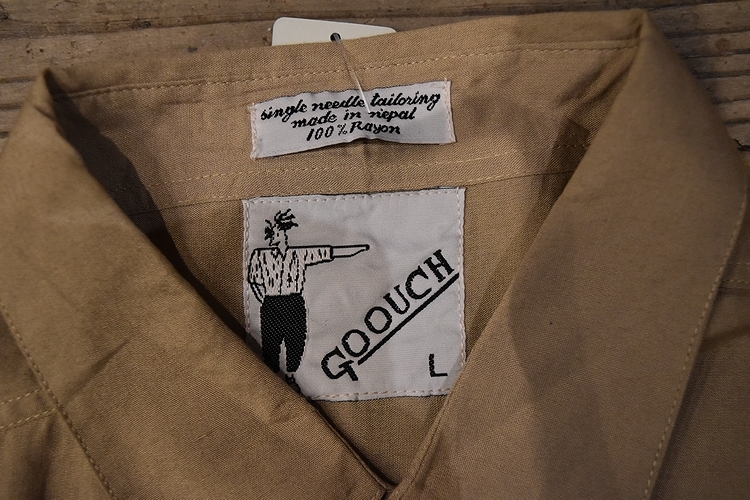 single needle tailoring
made in nepal
100% Rayon
GOOUCH
L